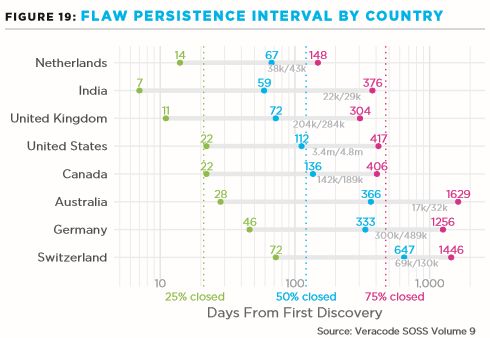 FIGURE 19: FLAW PERSISTENCE INTERVAL BY COUNTRY
Netherlands 14 67 148
38k/43k
India 7 59 376
22k/29k
United Kingdom 11 72 304
204k/284k
United States 22 112 417
3.4m/4.8m
Canada 22 136 406
142k/189k
Australia 28 366 1629
17k/32k
Germany 46 333 1256
300k/489k
Switzerland 72 647 1446
69k/130k
10 100 1,000
25% closed 50% closed 75% closed
Days From First Discovery
Source: Veracode SOSS Volume 9